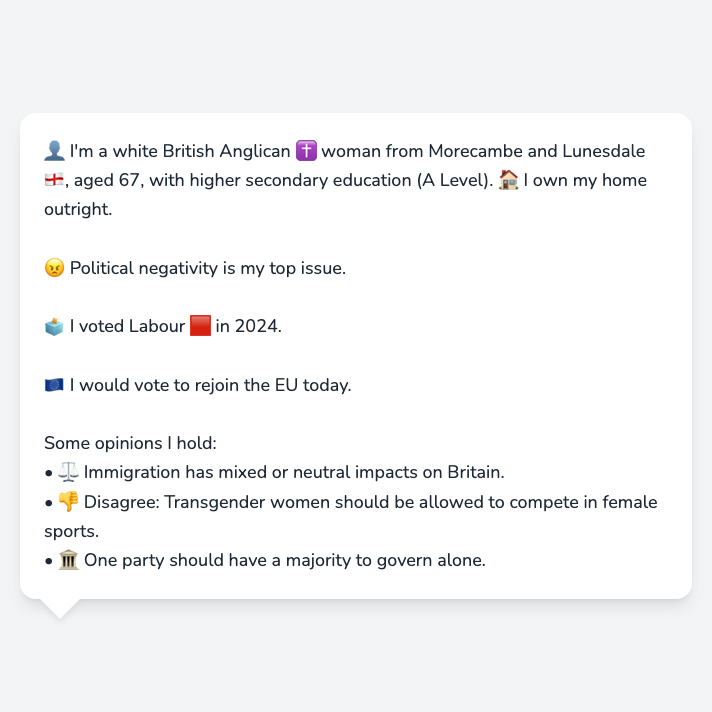 👤 I'm a white British Anglican ✝️ woman from Morecambe and Lunesdale
🏴󠁧󠁢󠁥󠁮󠁧󠁿, aged 67, with higher secondary education (A Level). 🏠 I own my home
outright.
😠 Political negativity is my top issue.
🗳️ I voted Labour 🟥 in 2024.
🇪🇺 I would vote to rejoin the EU today.
Some opinions I hold:
• ⚖️ Immigration has mixed or neutral impacts on Britain.
• 👎 Disagree: Transgender women should be allowed to compete in female
sports.
• 🏛️ One party should have a majority to govern alone.